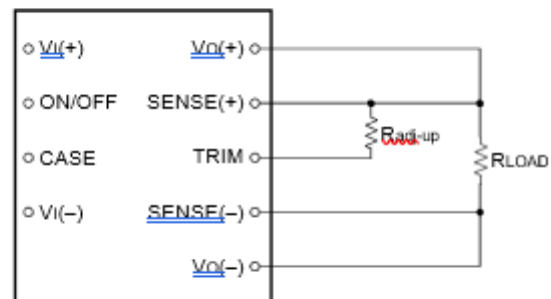 VI(+) VO(+)
ON/OFF SENSE(+)
Radj-up
CASE TRIM
RLOAD
VI(–) SENSE(–)
VO(–)